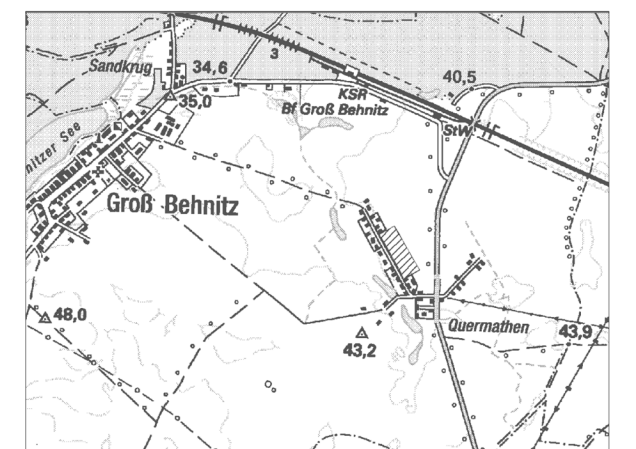 3
Sandkrug
34,6
40,5
KSR
35,0
Bf Groß Behnitz
StW
nitzer See
Groß Behnitz
48,0
43,2
Quermathen
43,9